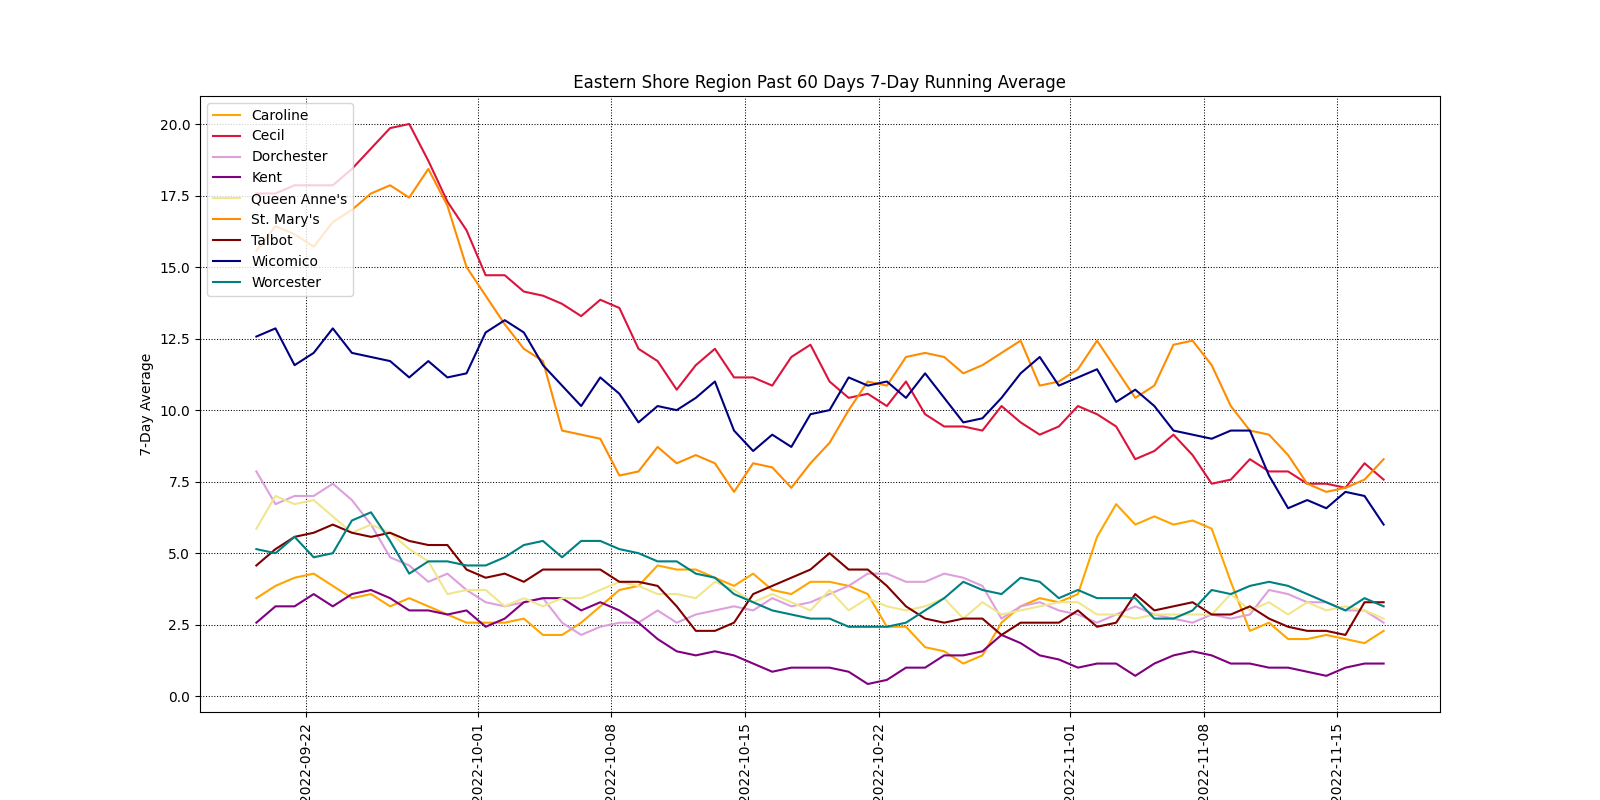 Eastern Shore Region Past 60 Days 7-Day Running Average
Caroline
Cecil
Dorchester
Kent
Queen Anne's
St. Mary's
Talbot
Wicomico
Worcester
7-Day Average
20.0
17.5
15.0
12.5
10.0
7.5
5.0
2.5
0.0
2022-09-22
2022-10-01
2022-10-08
2022-10-15
2022-10-22
2022-11-01
2022-11-08
2022-11-15